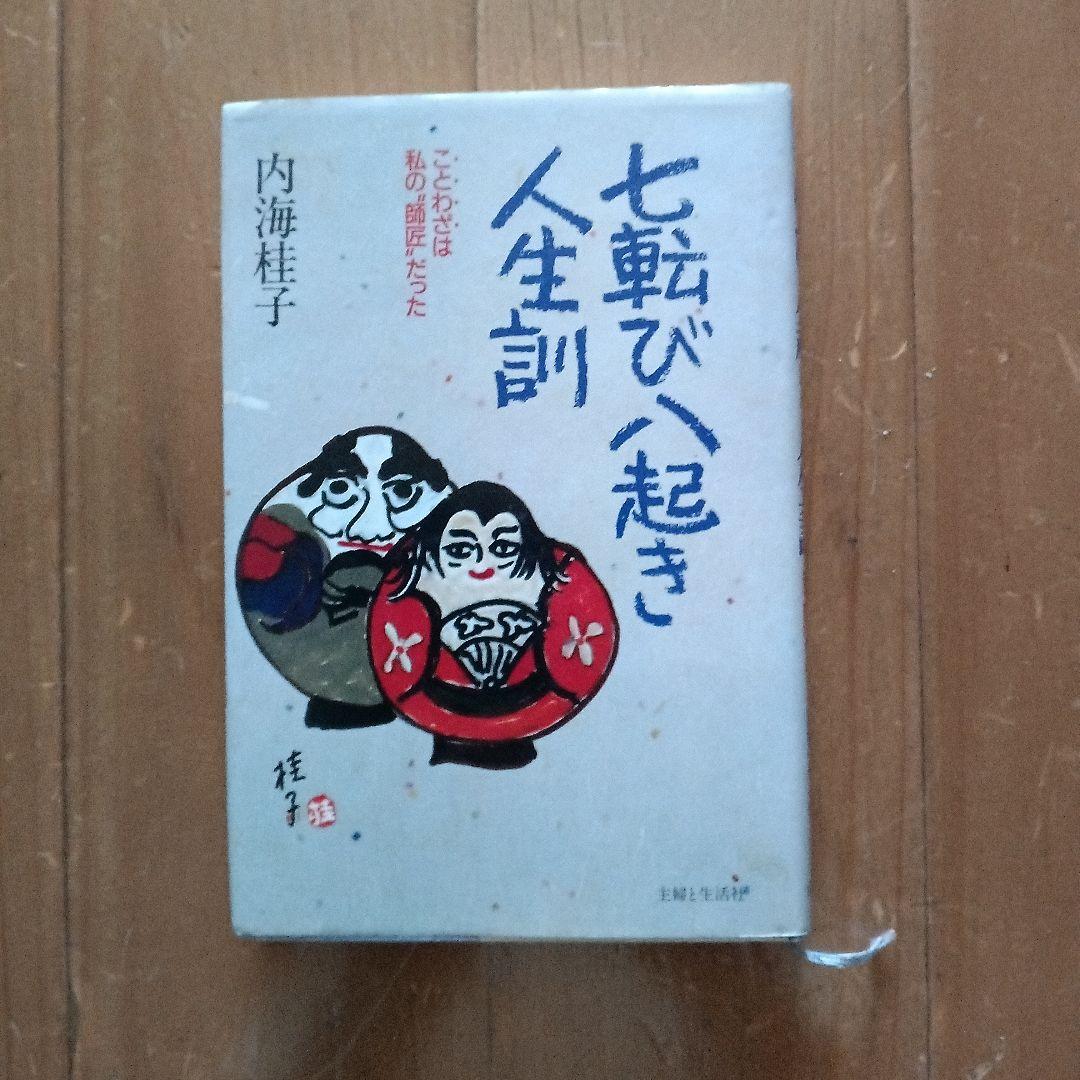 七転び八起き
人生訓
ことわざは
私の“師匠”だった
内海桂子
桂子
主婦と生活社